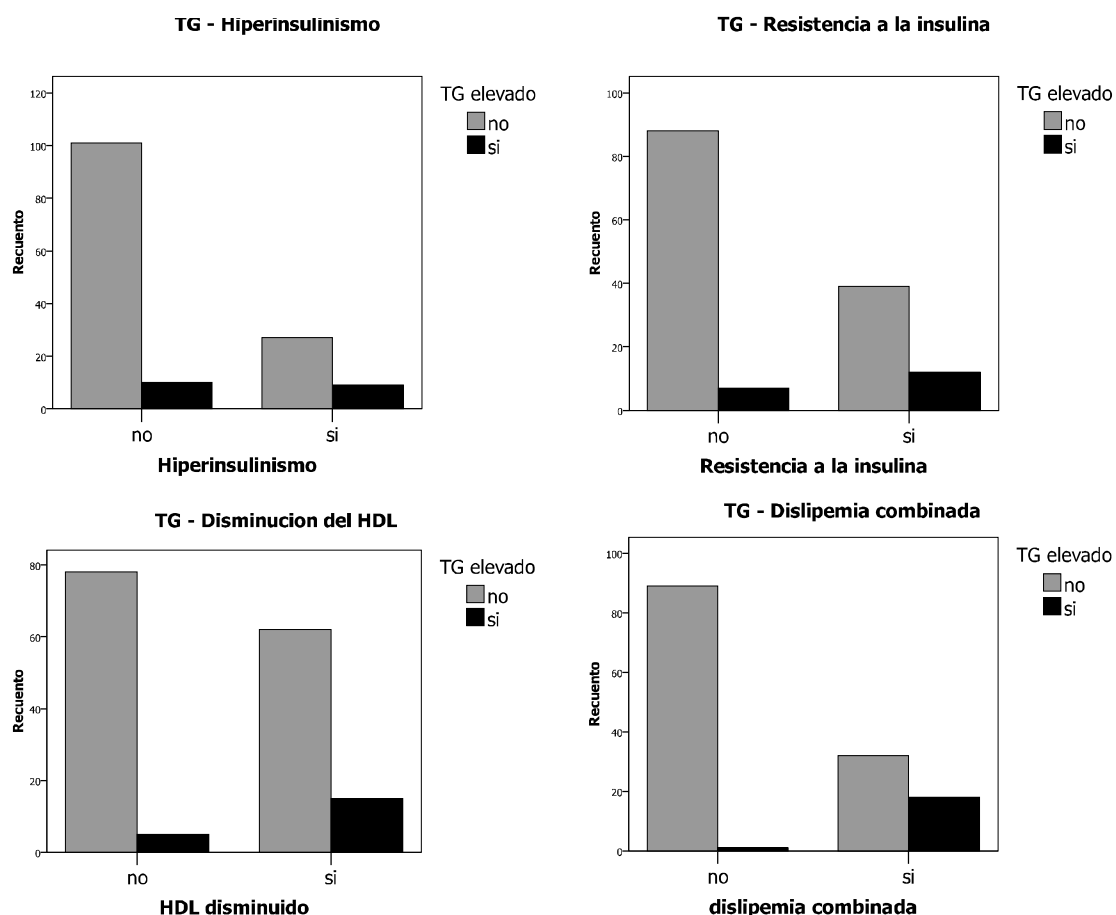 TG - Hiperinsulinismo
TG elevado
no
si
120
100
80
60
40
20
0
Recuento
no si
Hiperinsulinismo
TG - Resistencia a la insulina
TG elevado
no
si
100
80
60
40
20
0
Recuento
no si
Resistencia a la insulina
TG - Disminucion del HDL
TG elevado
no
si
80
60
40
20
0
Recuento
no si
HDL disminuido
TG - Dislipemia combinada
TG elevado
no
si
100
80
60
40
20
0
Recuento
no si
dislipemia combinada